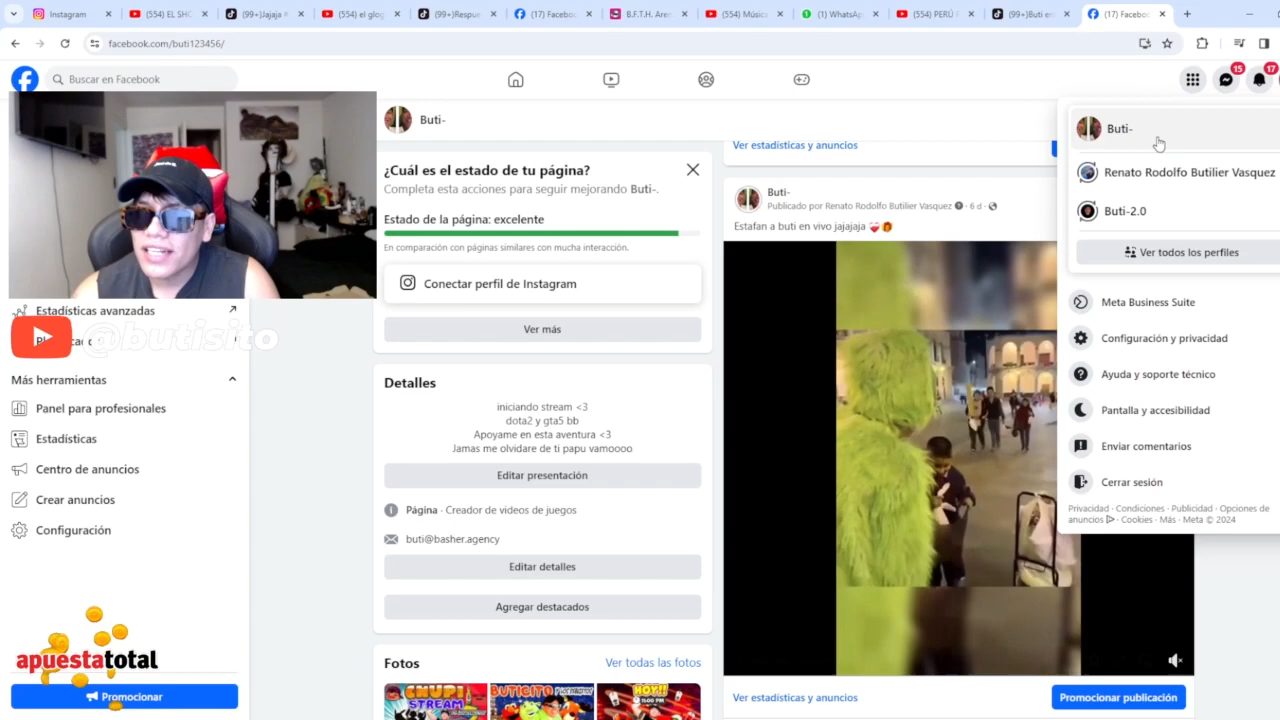 Instagram
(554) EL SHO
(99+)Jajaja #
(554) el glog
(99+)Respue
(17) Faceboo
B.F.T.H. Aren
(554) Música
(1) WhatsAp
(554) PERÚ F
(99+)Buti en
(17) Faceboo
facebook.com/buti123456/
Buscar en Facebook
15
17
Buti-
Ver estadísticas y anuncios
Buti-
¿Cuál es el estado de tu página?
Completa esta acciones para seguir mejorando Buti-.
Estado de la página: excelente
En comparación con páginas similares con mucha interacción.
Conectar perfil de Instagram
Ver más
Buti-
Publicado por Renato Rodolfo Butilier Vasquez · 6 d ·
Estafan a buti en vivo jajajaja
Renato Rodolfo Butilier Vasquez
Buti-2.0
Ver todos los perfiles
Meta Business Suite
Configuración y privacidad
Ayuda y soporte técnico
Pantalla y accesibilidad
Enviar comentarios
Cerrar sesión
Privacidad · Condiciones · Publicidad · Opciones de
anuncios · Cookies · Más · Meta © 2024
Estadísticas avanzadas
@butisito
Más herramientas
Panel para profesionales
Estadísticas
Centro de anuncios
Crear anuncios
Configuración
apuestatotal
Promocionar
Detalles
iniciando stream <3
dota2 y gta5 bb
Apoyame en esta aventura <3
Jamas me olvidare de ti papu vamoooo
Editar presentación
Página · Creador de videos de juegos
buti@basher.agency
Editar detalles
Agregar destacados
Fotos
Ver todas las fotos
CHUPI
STREAM
BUTICITO
HOY!!
Ver estadísticas y anuncios
Promocionar publicación